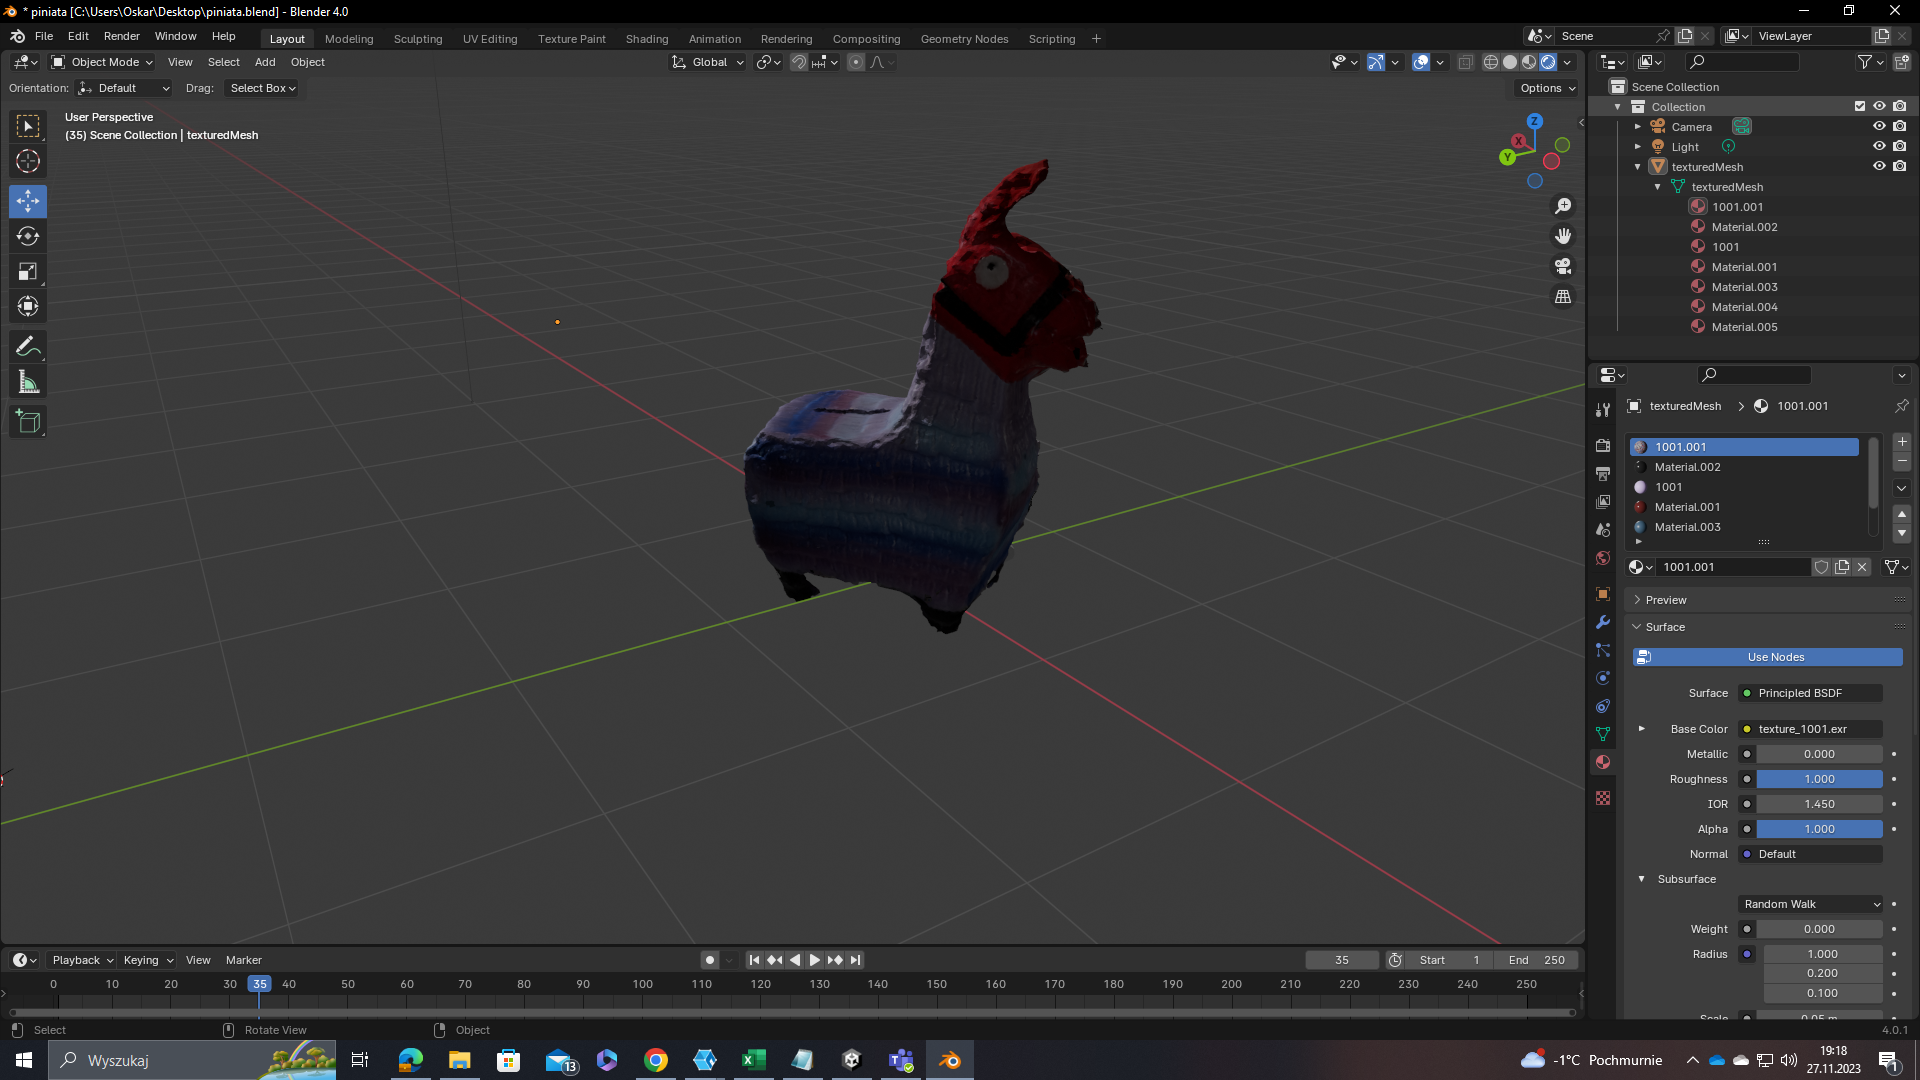 * piniata [C:\Users\Oskar\Desktop\piniata.blend] - Blender 4.0
File Edit Render Window Help Layout Modeling Sculpting UV Editing Texture Paint Shading Animation Rendering Compositing Geometry Nodes Scripting + Scene ViewLayer
Object Mode View Select Add Object Global
Orientation: Default Drag: Select Box Options
User Perspective
(35) Scene Collection | texturedMesh
Z
X
Y
Scene Collection
Collection
Camera
Light
texturedMesh
texturedMesh
1001.001
Material.002
1001
Material.001
Material.003
Material.004
Material.005
texturedMesh > 1001.001
1001.001
Material.002
1001
Material.001
Material.003
1001.001
Preview
Surface
Use Nodes
Surface Principled BSDF
Base Color texture_1001.exr
Metallic 0.000
Roughness 1.000
IOR 1.450
Alpha 1.000
Normal Default
Subsurface
Random Walk
Weight 0.000
Radius 1.000
0.200
0.100
Scale 0.05 m
Playback Keying View Marker 35 Start 1 End 250
0 10 20 30 35 40 50 60 70 80 90 100 110 120 130 140 150 160 170 180 190 200 210 220 230 240 250
Select Rotate View Object 4.0.1
Wyszukaj 13 -1°C Pochmurnie 19:18
27.11.2023 1